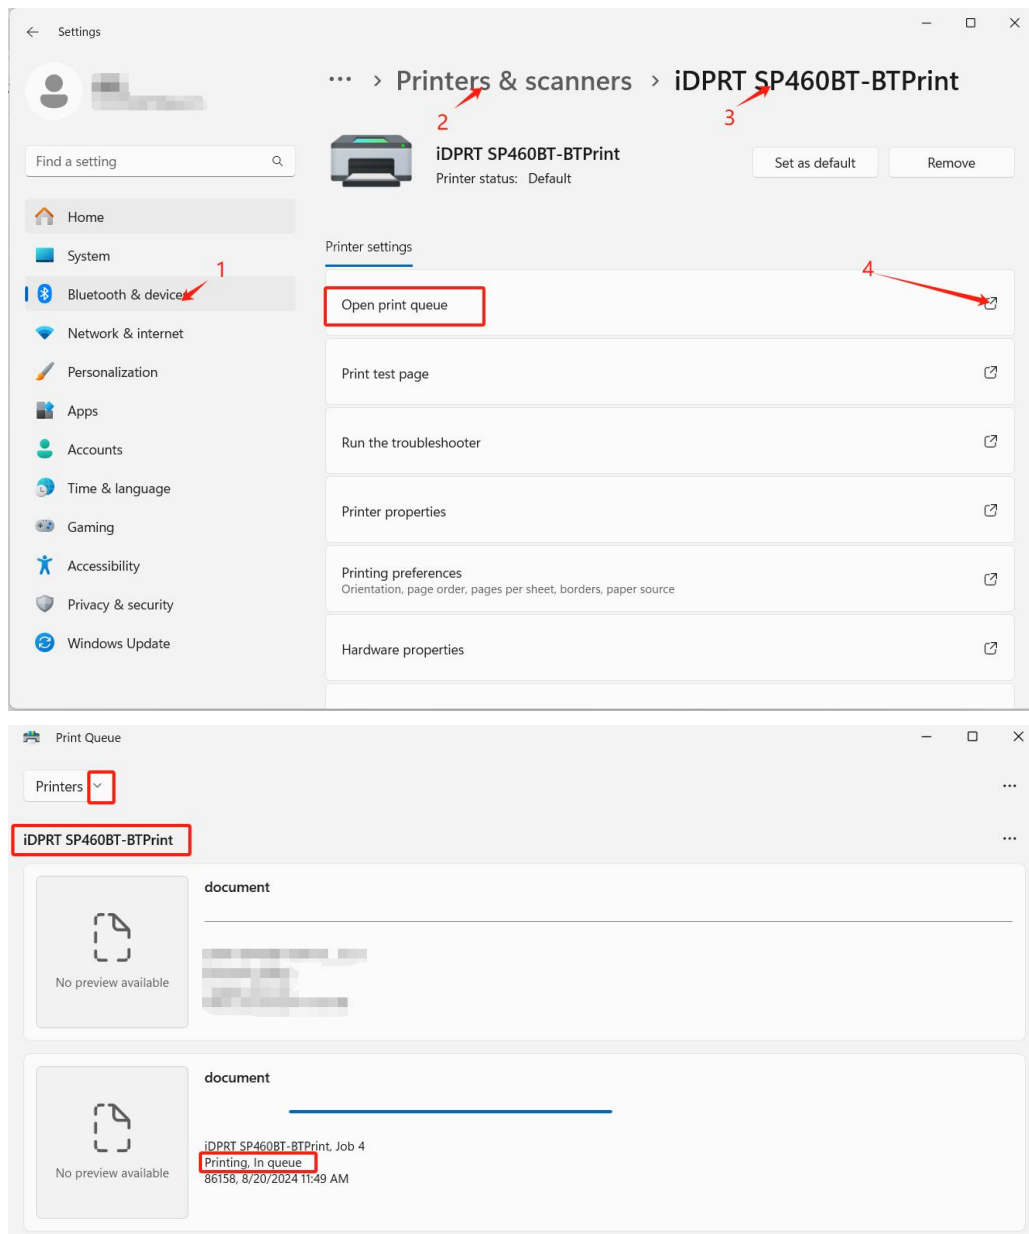 Settings
··· > Printers & scanners > iDPRT SP460BT-BTPrint
2
3
iDPRT SP460BT-BTPrint
Printer status: Default
Set as default
Remove
Find a setting
Home
System
1
Bluetooth & devices
Network & internet
Personalization
Apps
Accounts
Time & language
Gaming
Accessibility
Privacy & security
Windows Update
Printer settings
4
Open print queue
Print test page
Run the troubleshooter
Printer properties
Printing preferences
Orientation, page order, pages per sheet, borders, paper source
Hardware properties
Print Queue
Printers
···
iDPRT SP460BT-BTPrint
···
document
No preview available
document
No preview available
iDPRT SP460BT-BTPrint, Job 4
Printing, In queue
86158, 8/20/2024 11:49 AM